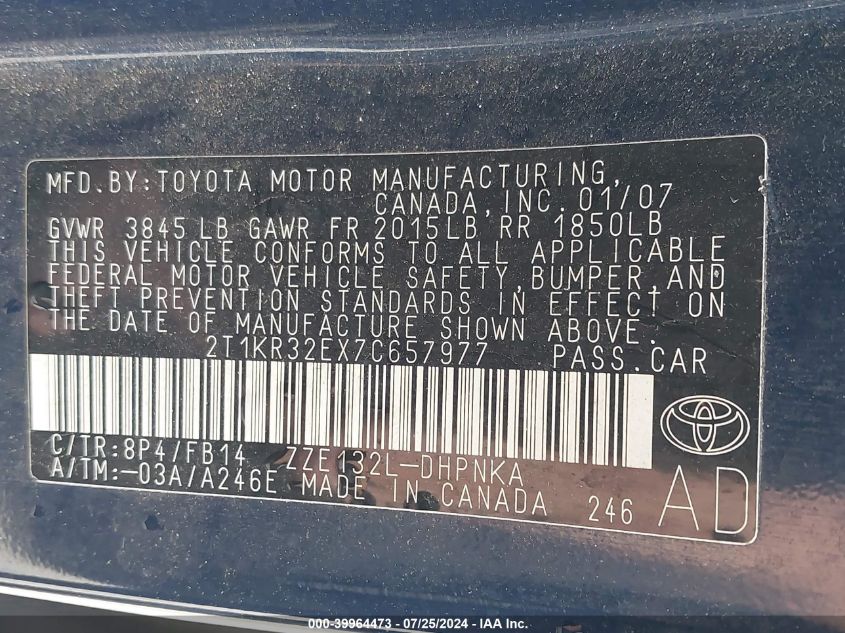 MFD.BY:TOYOTA MOTOR MANUFACTURING,
CANADA,INC. 01/07
GVWR 3845 LB GAWR FR 2015LB RR 1850LB
THIS VEHICLE CONFORMS TO ALL APPLICABLE
FEDERAL MOTOR VEHICLE SAFETY,BUMPER,AND
THEFT PREVENTION STANDARDS IN EFFECT ON
THE DATE OF MANUFACTURE SHOWN ABOVE.
2T1KR32EX7C657977 PASS.CAR
C/TR:8P4/FB14 ZZE132L-DHPNKA
A/TM:-03A/A246E MADE IN CANADA 246
AD
000-39964473 - 07/25/2024 - IAA Inc.